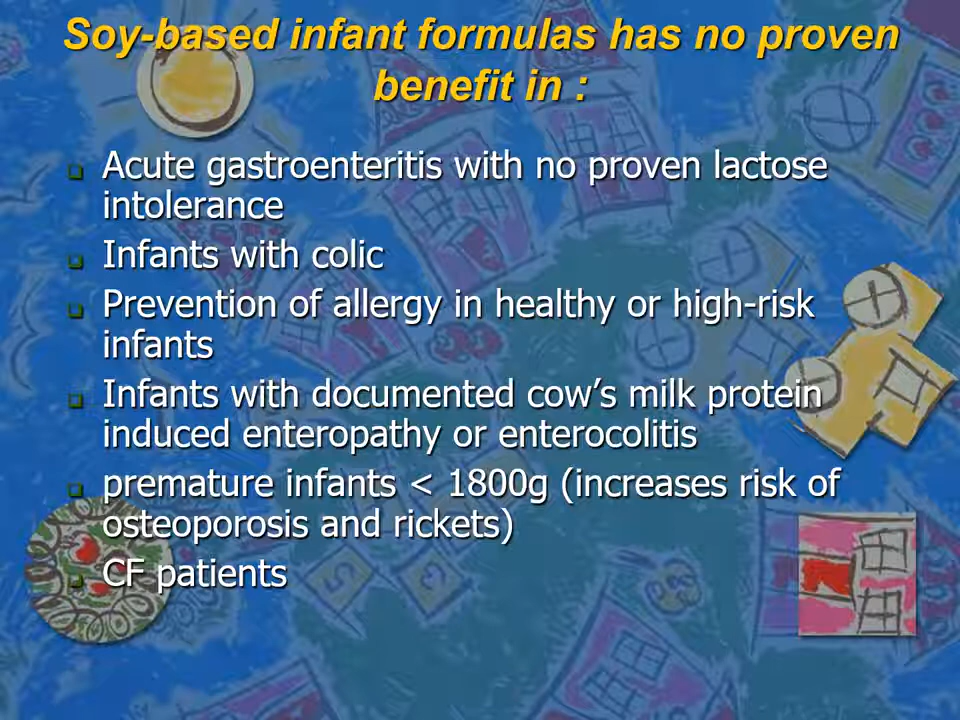 Soy-based infant formulas has no proven
benefit in :
Acute gastroenteritis with no proven lactose
intolerance
Infants with colic
Prevention of allergy in healthy or high-risk
infants
Infants with documented cow’s milk protein
induced enteropathy or enterocolitis
premature infants < 1800g (increases risk of
osteoporosis and rickets)
CF patients